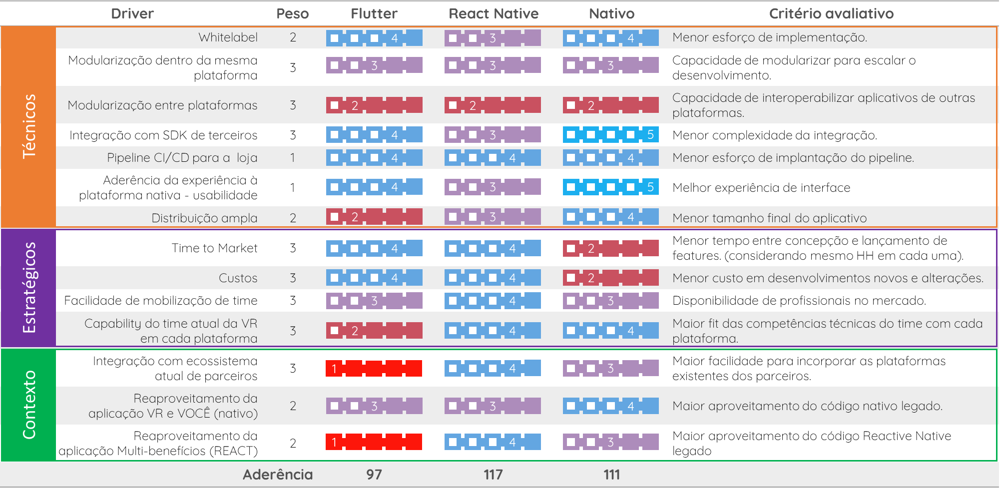 Driver Peso Flutter React Native Nativo Critério avaliativo
Técnicos
Whitelabel 2 4 3 4 Menor esforço de implementação.
Modularização dentro da mesma
plataforma
3 3 3 3
Capacidade de modularizar para escalar o
desenvolvimento.
Modularização entre plataformas 3 2 2 2
Capacidade de interoperabilizar aplicativos de outras
plataformas.
Integração com SDK de terceiros 3 4 3 5 Menor complexidade da integração.
Pipeline CI/CD para a loja 1 4 4 4 Menor esforço de implantação do pipeline.
Aderência da experiência à
plataforma nativa - usabilidade
1 4 3 5 Melhor experiência de interface
Distribuição ampla 2 2 3 4 Menor tamanho final do aplicativo
Estratégicos
Time to Market 3 4 4 2
Menor tempo entre concepção e lançamento de
features. (considerando mesmo HH em cada uma).
Custos 3 4 4 2 Menor custo em desenvolvimentos novos e alterações.
Facilidade de mobilização de time 3 3 4 3 Disponibilidade de profissionais no mercado.
Capability do time atual da VR
em cada plataforma
3 2 4 4
Maior fit das competências técnicas do time com cada
plataforma.
Contexto
Integração com ecossistema
atual de parceiros
3 1 4 3
Maior facilidade para incorporar as plataformas
existentes dos parceiros.
Reaproveitamento da
aplicação VR e VOCÊ (nativo)
2 3 3 4 Maior aproveitamento do código nativo legado.
Reaproveitamento da
aplicação Multi-benefícios (REACT)
2 1 4 3
Maior aproveitamento do código Reactive Native
legado
Aderência 97 117 111